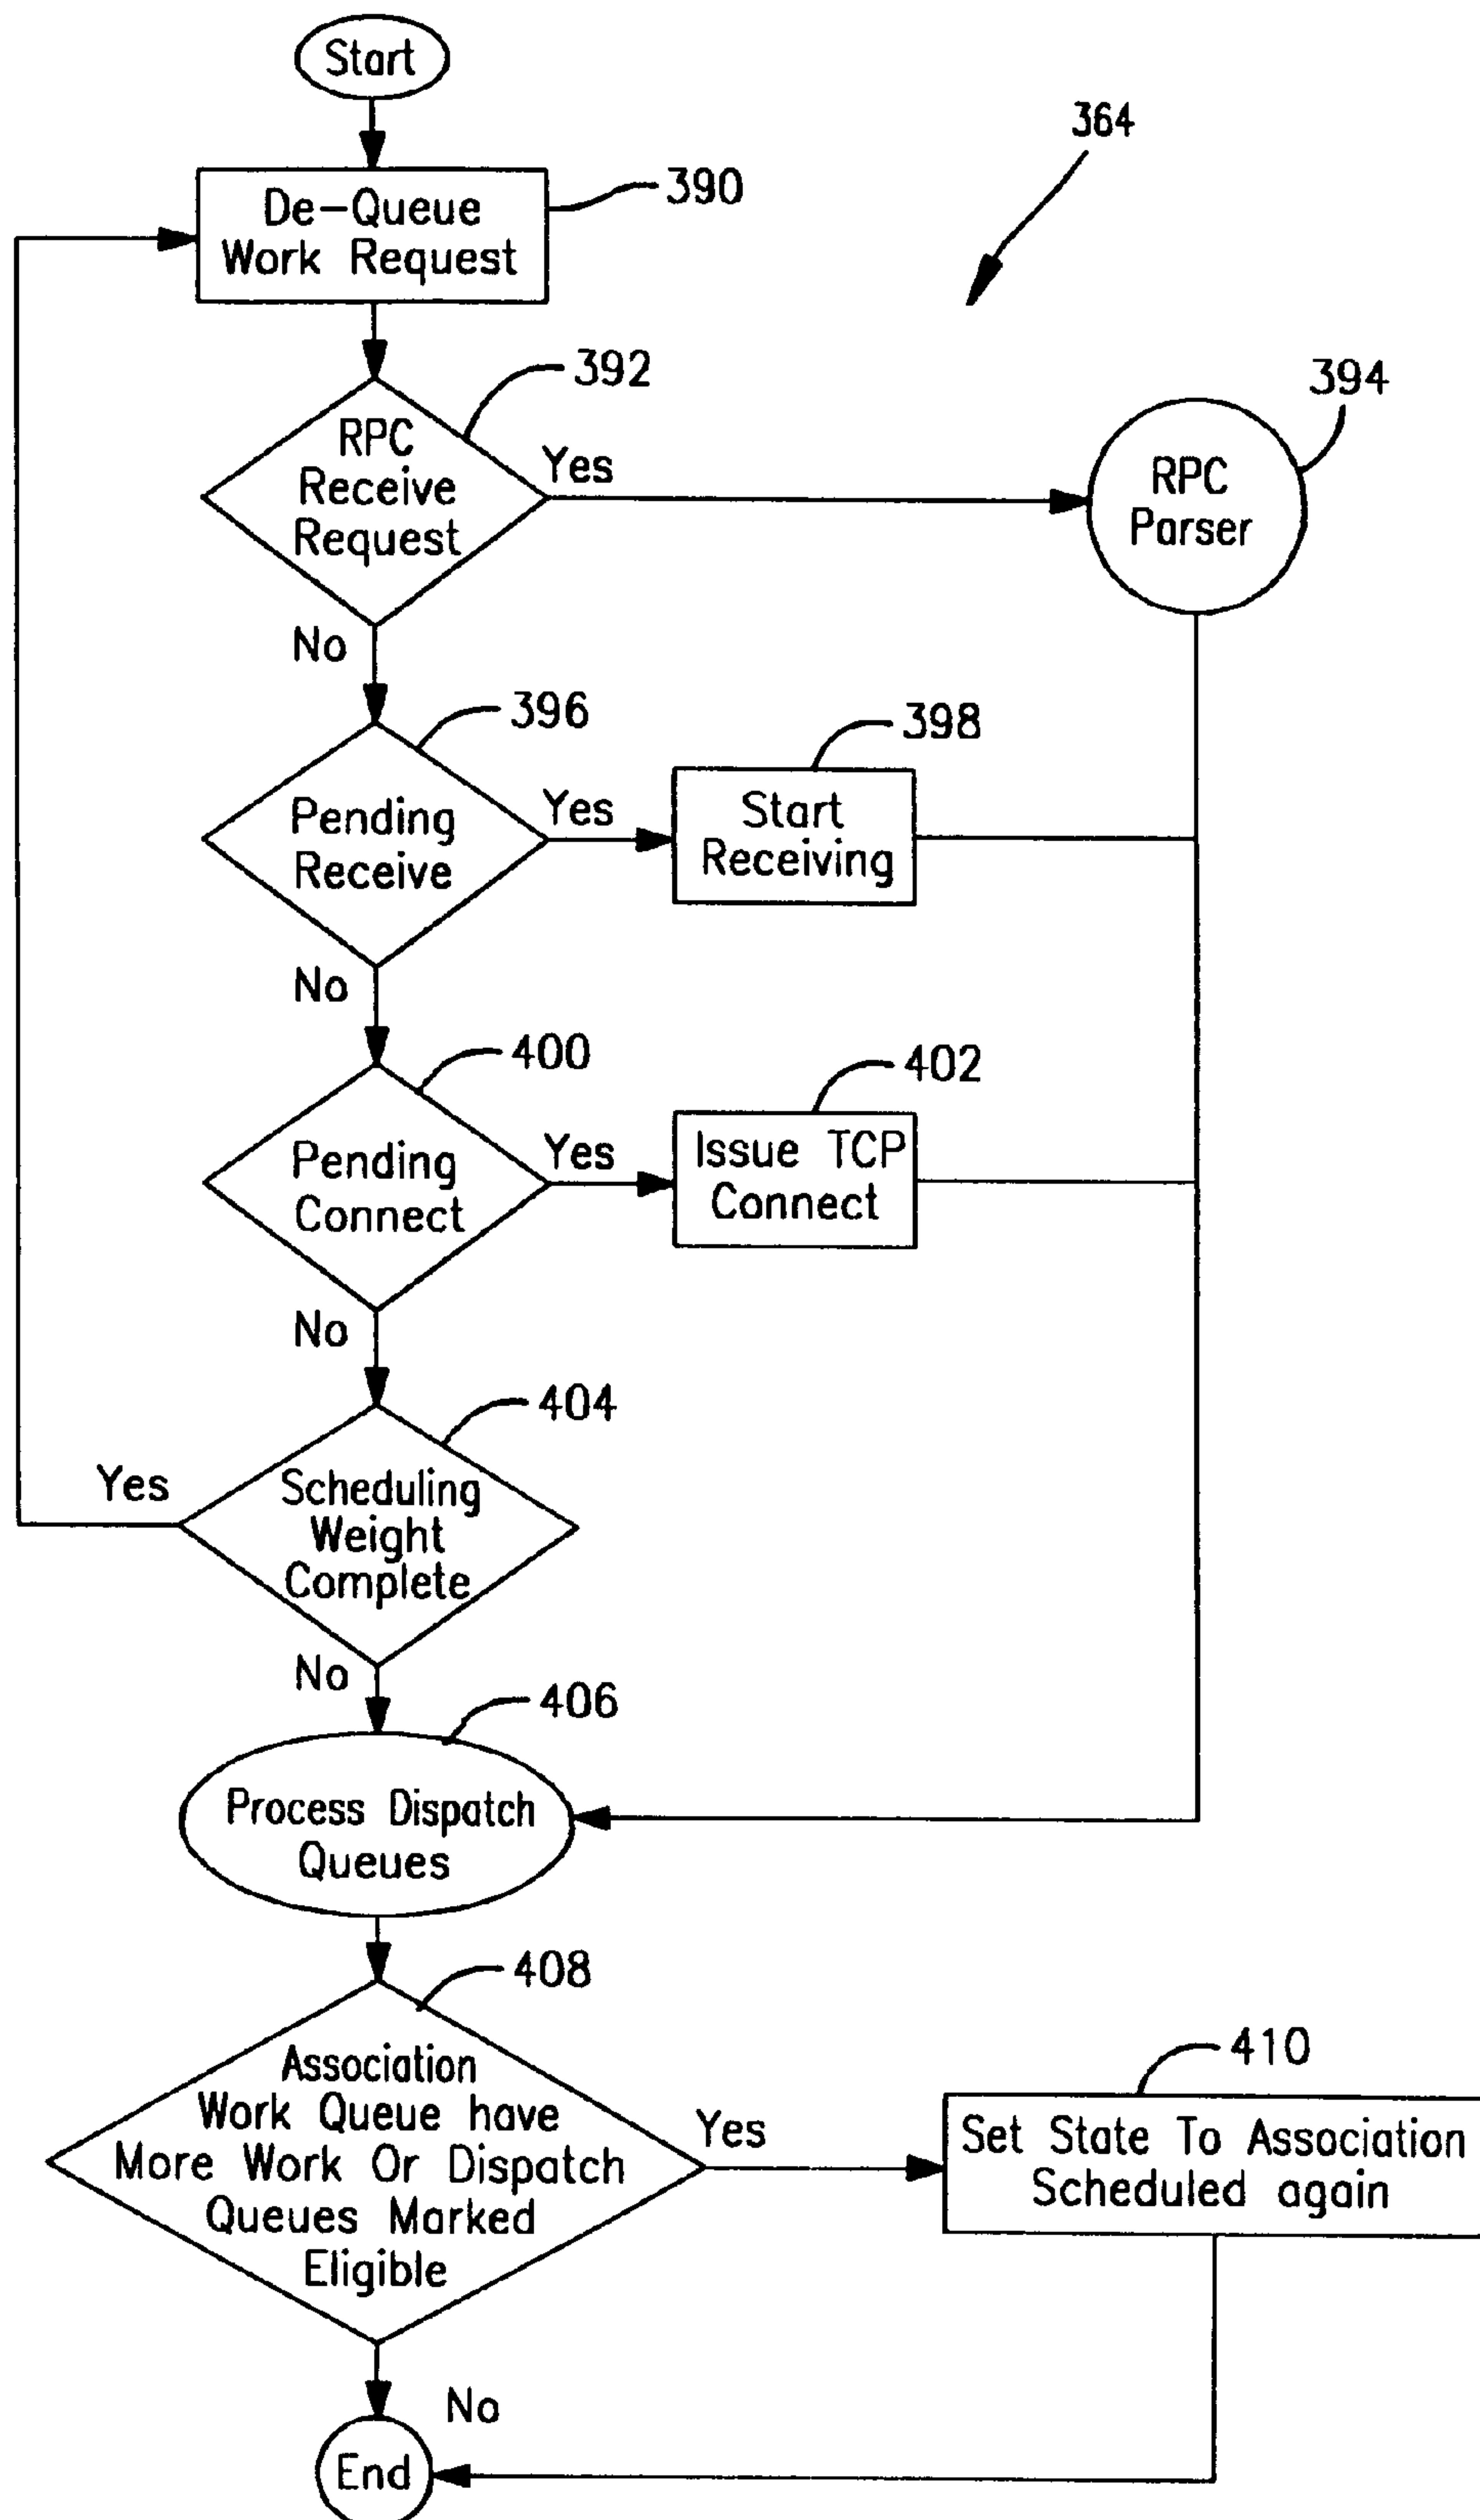 Start
364
390
De-Queue
Work Request
392
394
RPC
Receive
Request
Yes
RPC
Parser
No
396
398
Pending
Receive
Yes
Start
Receiving
No
400
402
Pending
Connect
Yes
Issue TCP
Connect
No
404
Yes
Scheduling
Weight
Complete
No
406
Process Dispatch
Queues
408
410
Association
Work Queue have
More Work Or Dispatch
Queues Marked
Eligible
Yes
Set State To Association
Scheduled again
No
End